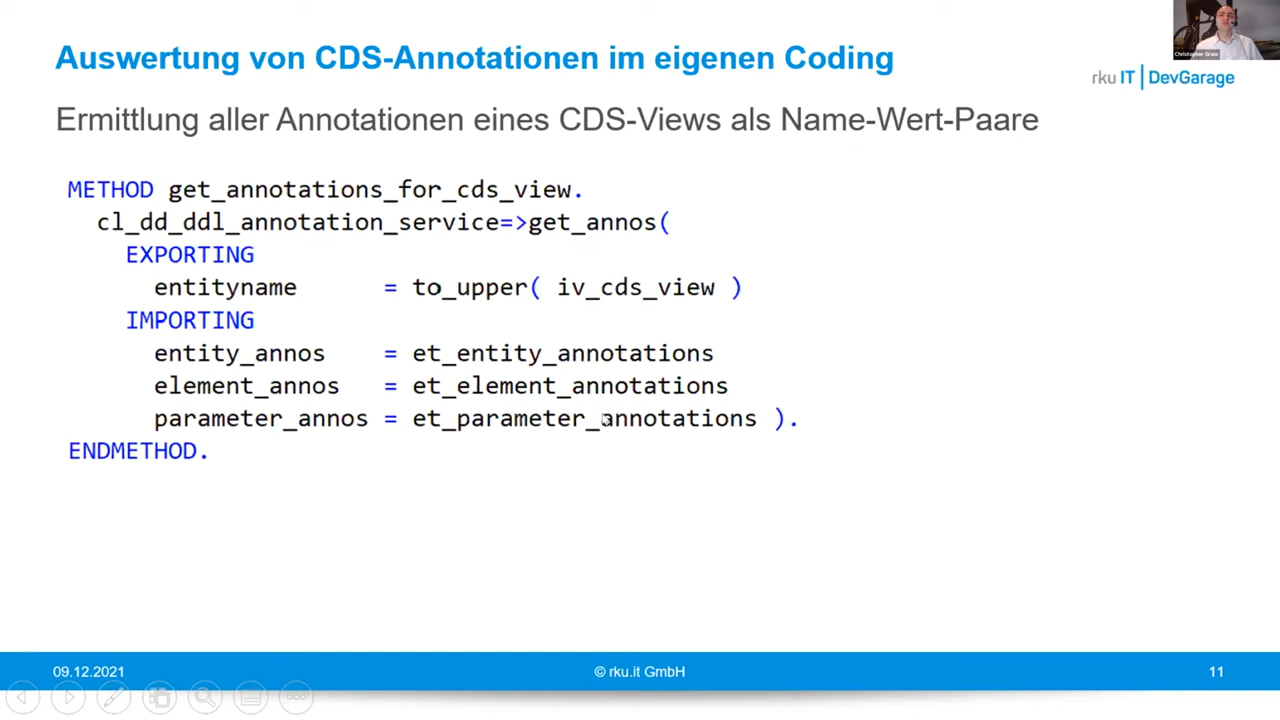 Auswertung von CDS-Annotationen im eigenen Coding
Christopher Grasa
rku IT | DevGarage
Ermittlung aller Annotationen eines CDS-Views als Name-Wert-Paare
METHOD get_annotations_for_cds_view.
cl_dd_ddl_annotation_service=>get_annos(
EXPORTING
entityname = to_upper( iv_cds_view )
IMPORTING
entity_annos = et_entity_annotations
element_annos = et_element_annotations
parameter_annos = et_parameter_annotations ).
ENDMETHOD.
09.12.2021 © rku.it GmbH 11